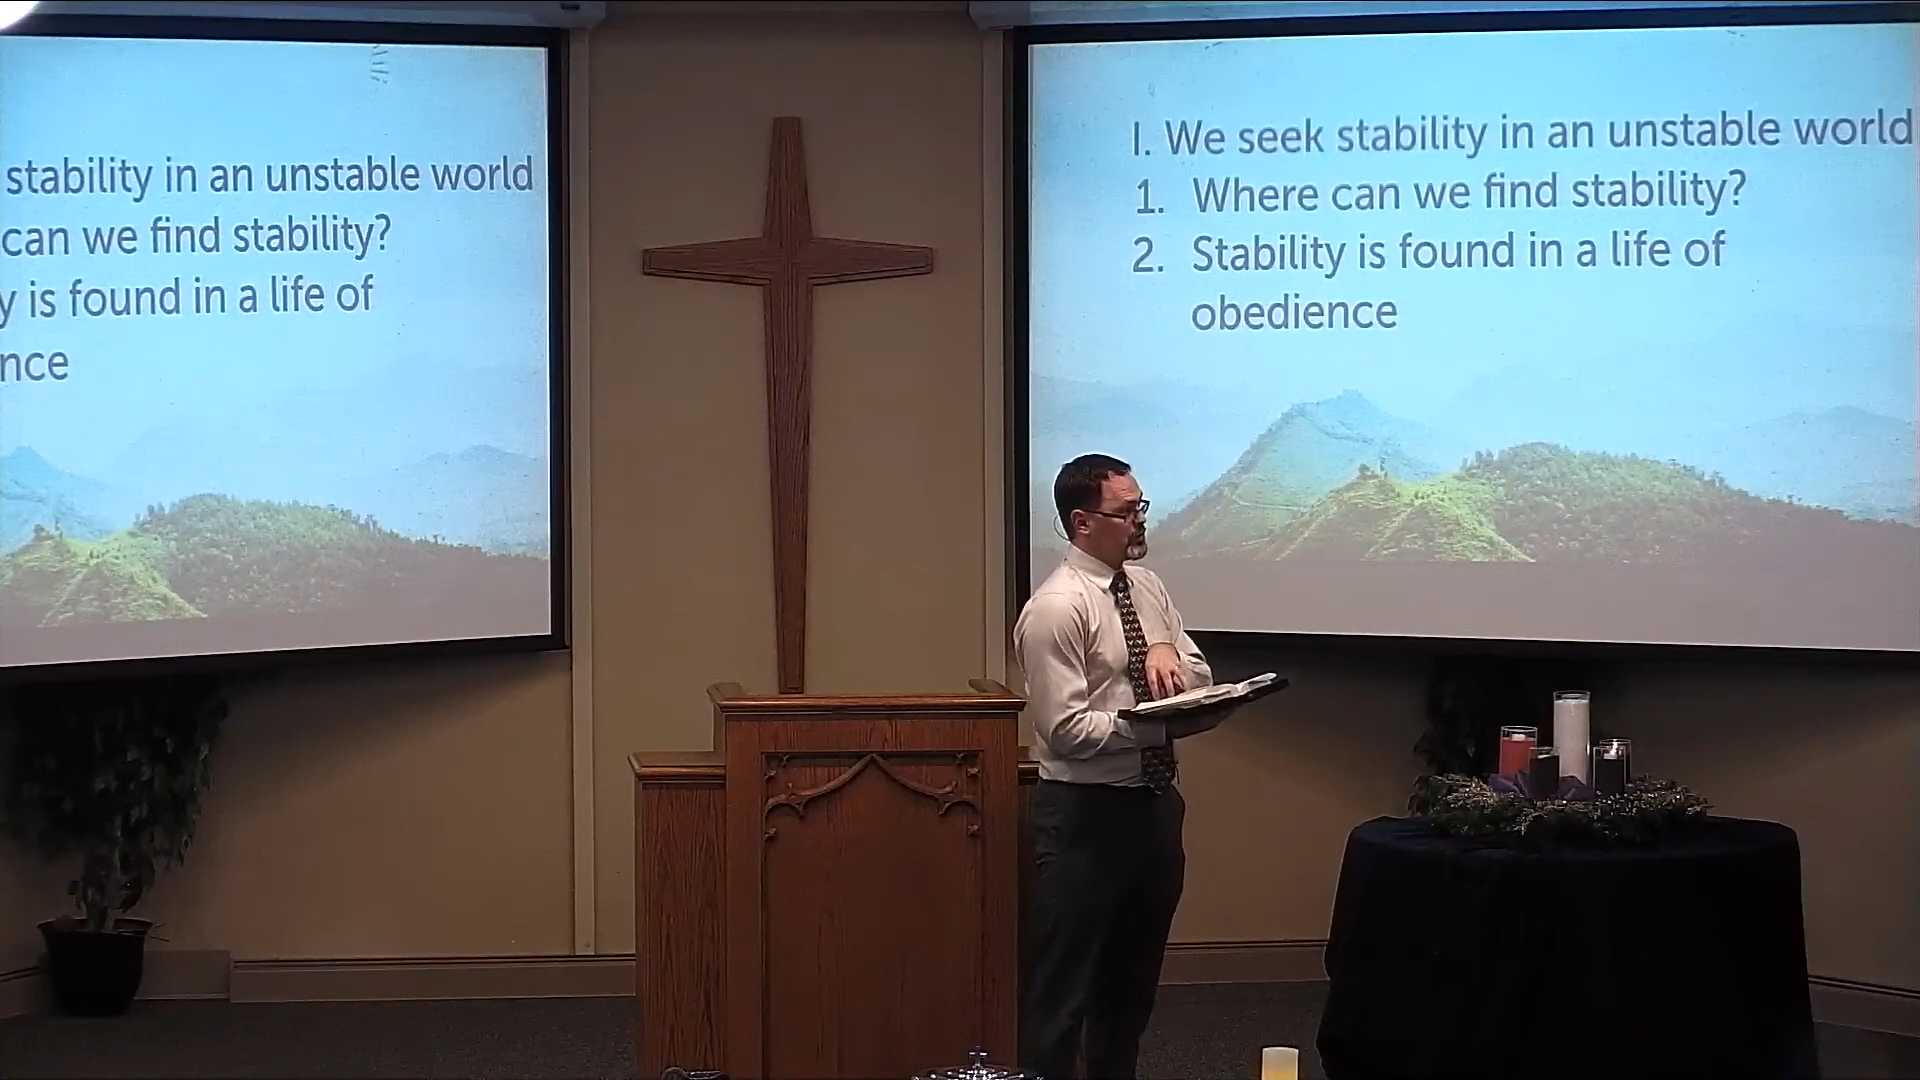 stability in an unstable world
can we find stability?
y is found in a life of
nce
I. We seek stability in an unstable world
1. Where can we find stability?
2. Stability is found in a life of
obedience